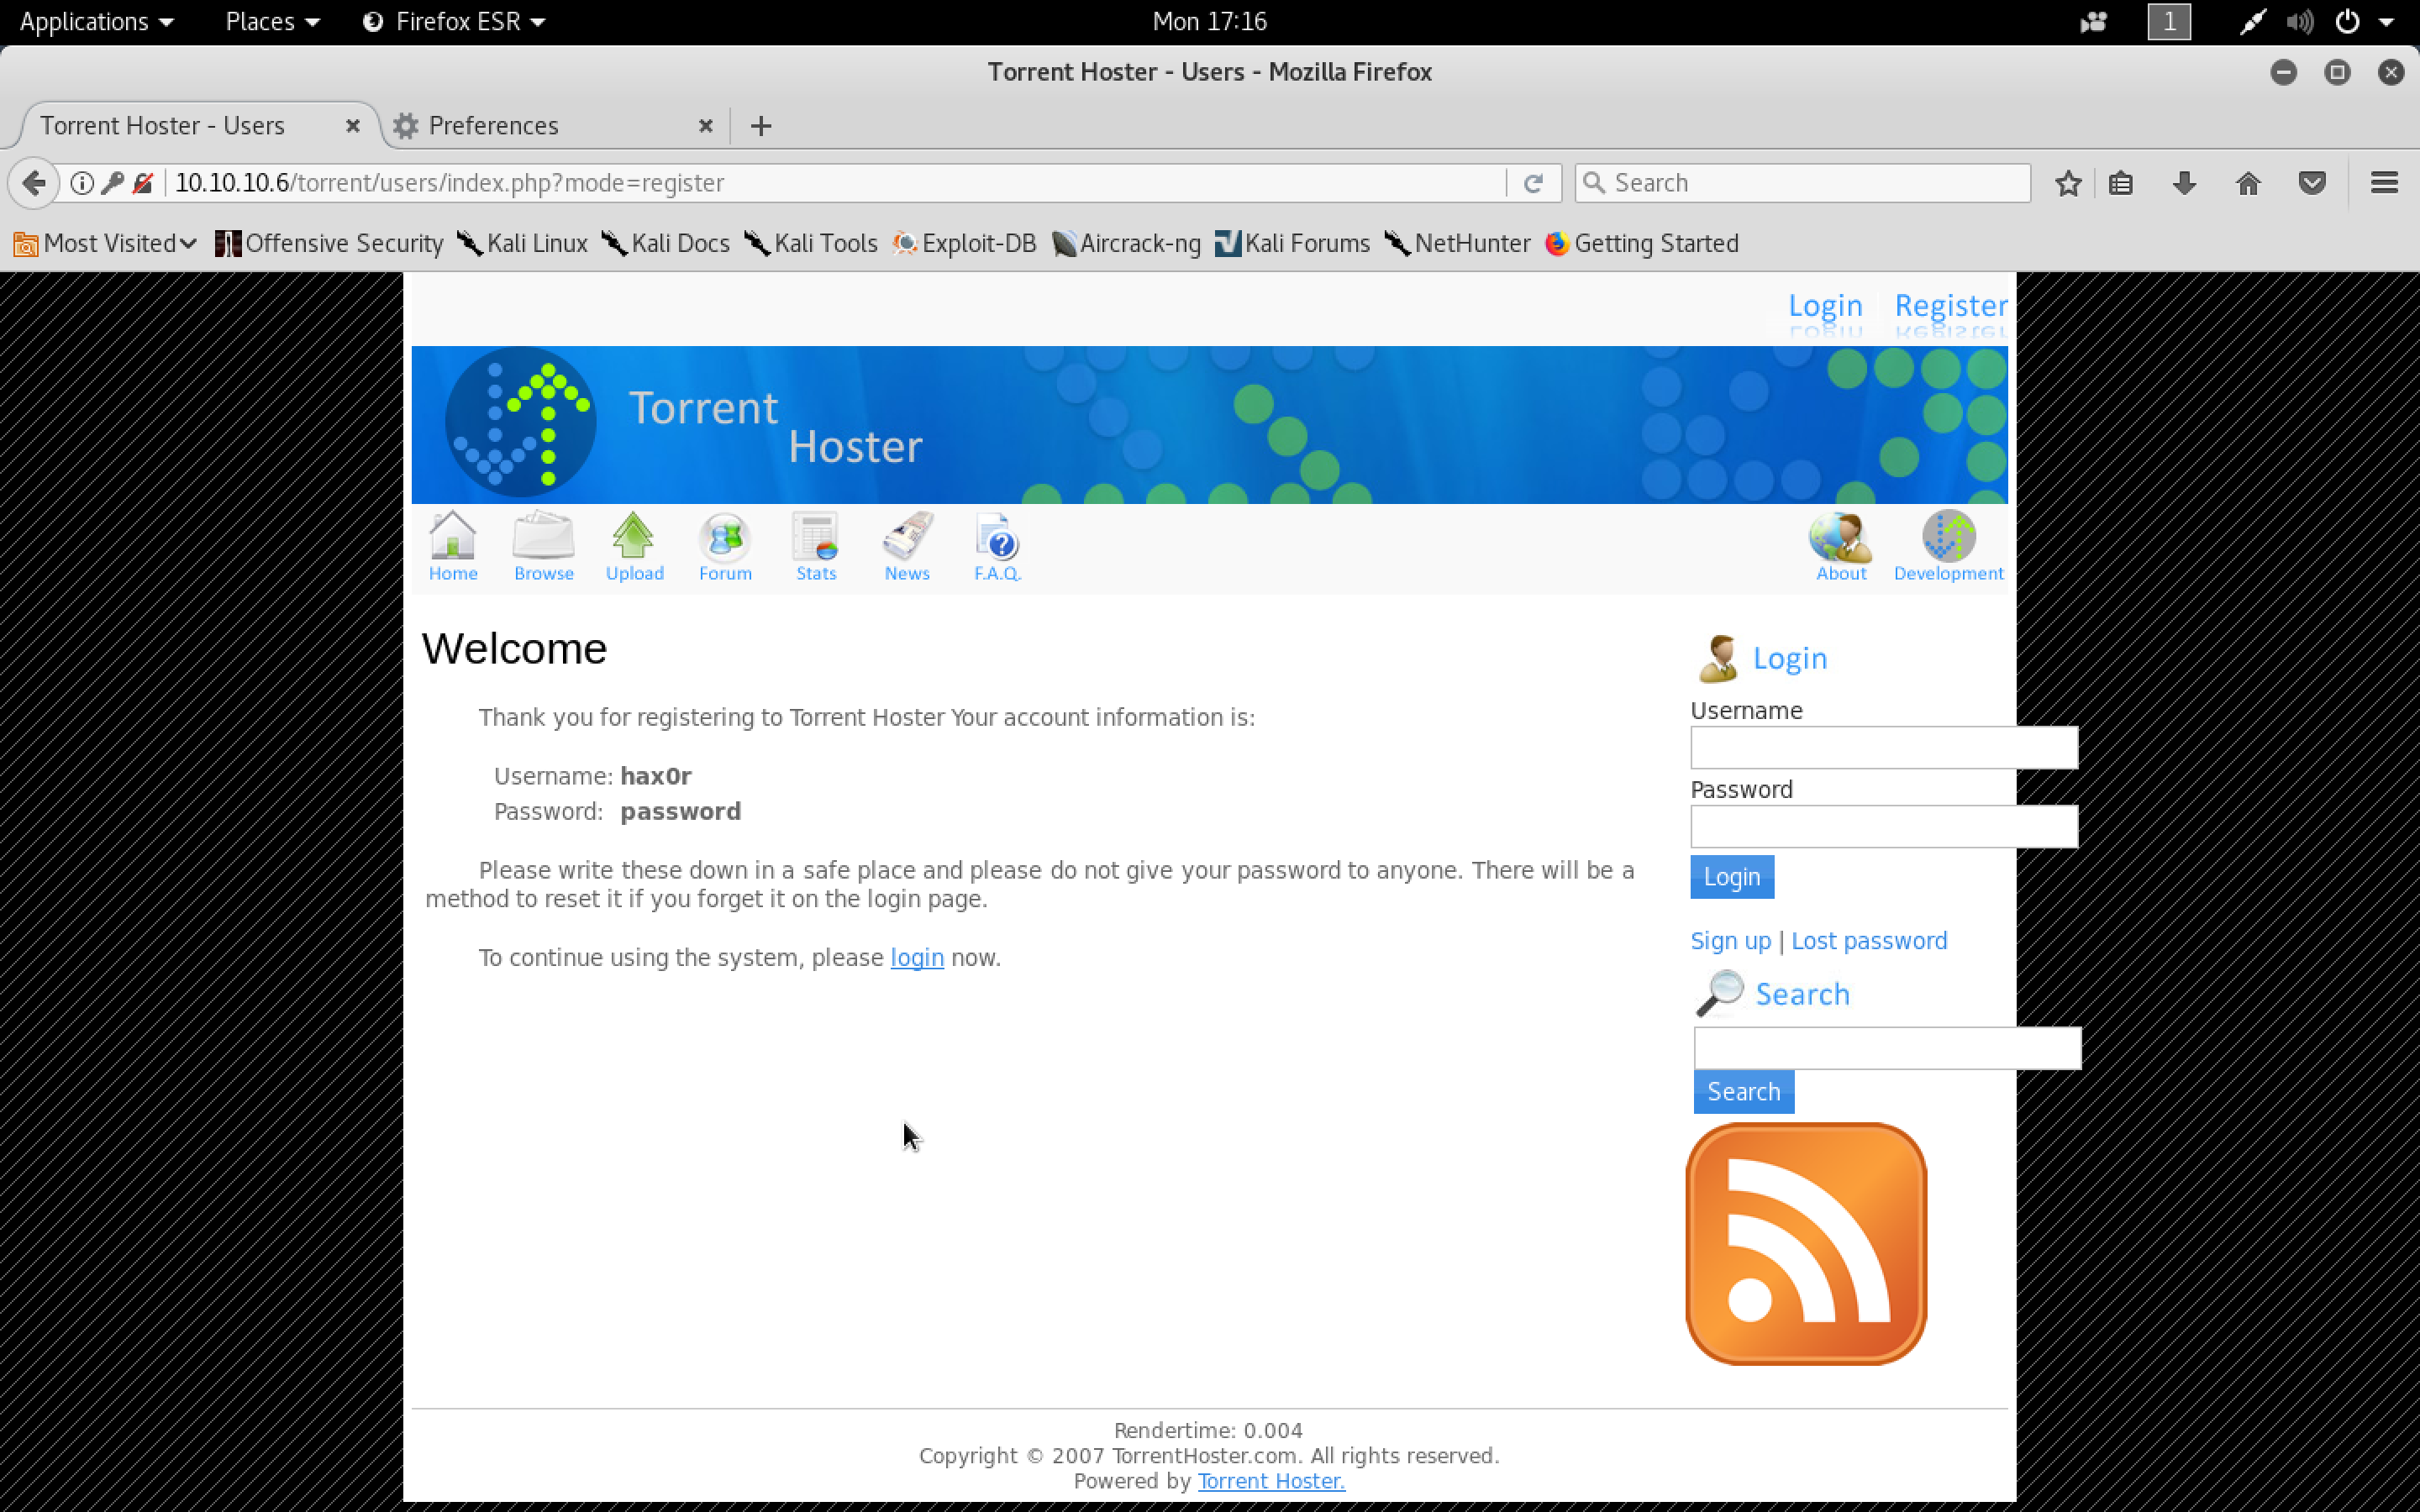 Applications Places Firefox ESR Mon 17:16 1
Torrent Hoster - Users - Mozilla Firefox
Torrent Hoster - Users Preferences
10.10.10.6/torrent/users/index.php?mode=register Search
Most Visited Offensive Security Kali Linux Kali Docs Kali Tools Exploit-DB Aircrack-ng Kali Forums NetHunter Getting Started
Login Register
Torrent
Hoster
Home Browse Upload Forum Stats News F.A.Q. About Development
Welcome
Thank you for registering to Torrent Hoster Your account information is:
Username: hax0r
Password: password
Please write these down in a safe place and please do not give your password to anyone. There will be a
method to reset it if you forget it on the login page.
To continue using the system, please login now.
Login
Username
Password
Login
Sign up | Lost password
Search
Search
Rendertime: 0.004
Copyright © 2007 TorrentHoster.com. All rights reserved.
Powered by Torrent Hoster.